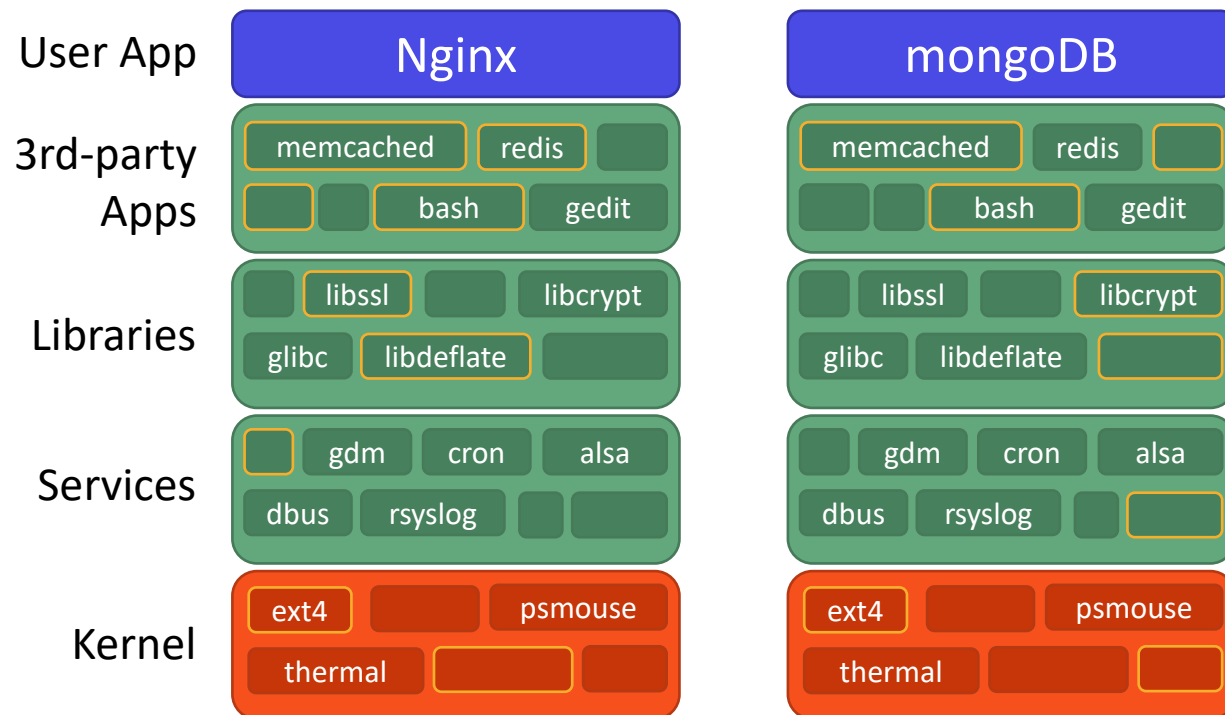 User App
Nginx
mongoDB
3rd-party
Apps
memcached redis
bash gedit
memcached redis
bash gedit
Libraries
libssl libcrypt
glibc libdeflate
libssl libcrypt
glibc libdeflate
Services
gdm cron alsa
dbus rsyslog
gdm cron alsa
dbus rsyslog
Kernel
ext4 psmouse
thermal
ext4 psmouse
thermal